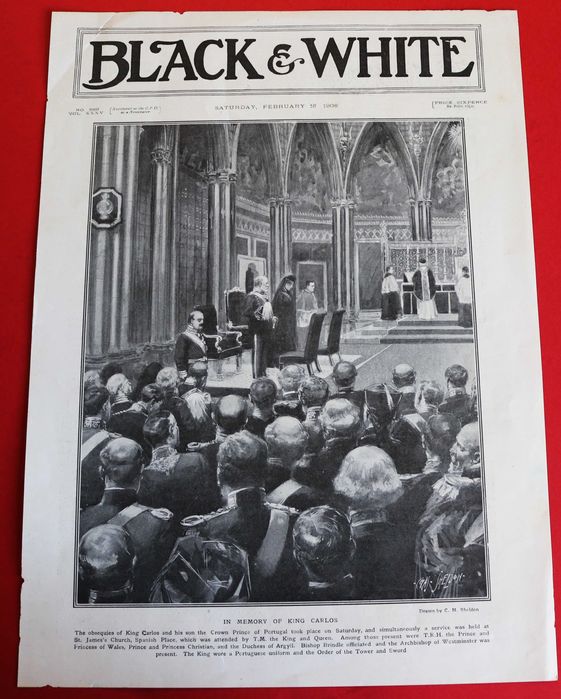 BLACK & WHITE
VOL. XXXV
SATURDAY, FEBRUARY 15 1908
[PRICE SIXPENCE
Drawn by C. M. Sheldon
IN MEMORY OF KING CARLOS
The obsequies of King Carlos and his son the Crown Prince of Portugal took place on Saturday, and simultaneously a service was held at
St. James's Church, Spanish Place, which was attended by T.M. the King and Queen. Among those present were T.R.H. the Prince and
Princess of Wales, Prince and Princess Christian, and the Duchess of Argyll. Bishop Brindle officiated and the Archbishop of Westminster was
present. The King wore a Portuguese uniform and the Order of the Tower and Sword